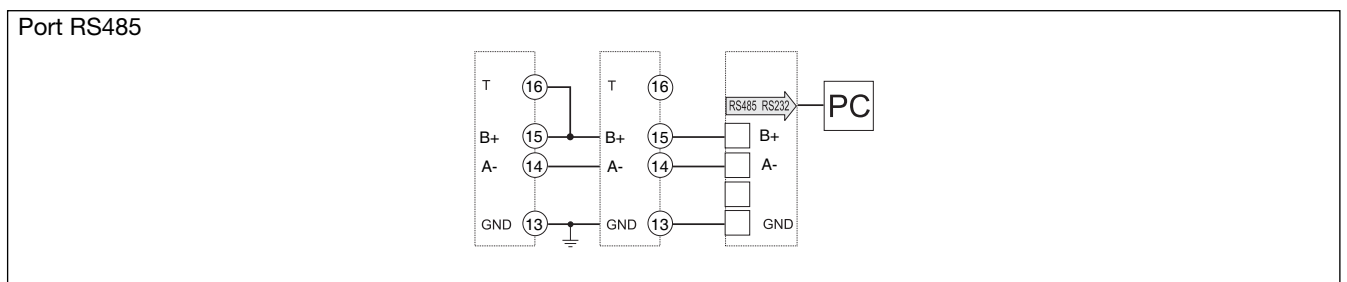 Port RS485
T 16 T 16
RS485 RS232 PC
B+ 15 B+ 15 B+
A- 14 A- 14 A-
GND 13 GND 13 GND